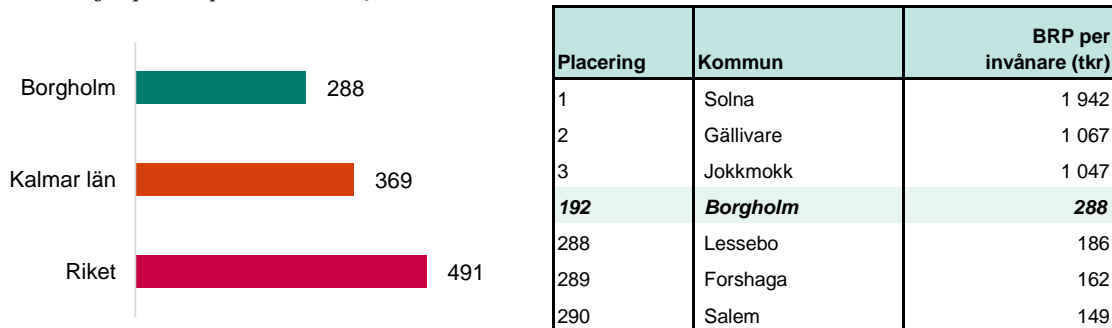 Borgholm 288
Kalmar län 369
Riket 491
Placering Kommun BRP per invånare (tkr)
1 Solna 1 942
2 Gällivare 1 067
3 Jokkmokk 1 047
192 Borgholm 288
288 Lessebo 186
289 Forshaga 162
290 Salem 149